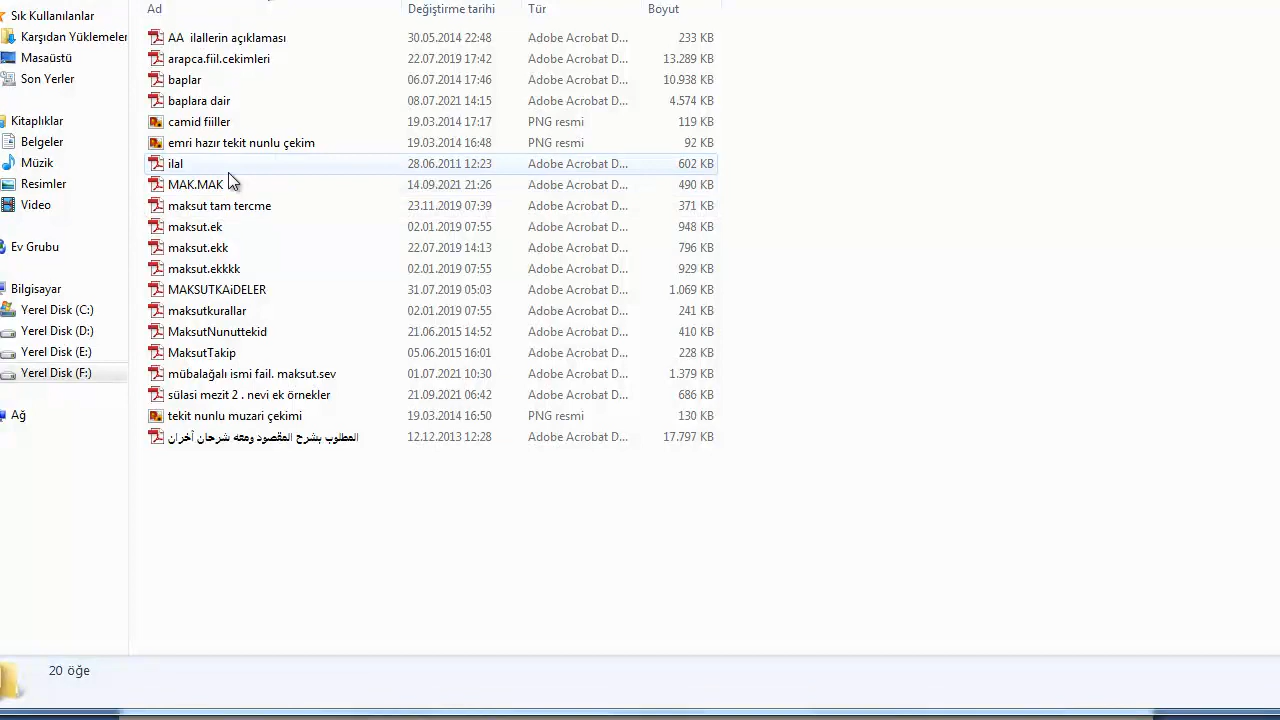 Ad Değiştirme tarihi Tür Boyut
Sık Kullanılanlar
Karşıdan Yüklemeler
Masaüstü
Son Yerler
Kitaplıklar
Belgeler
Müzik
Resimler
Video
Ev Grubu
Bilgisayar
Yerel Disk (C:)
Yerel Disk (D:)
Yerel Disk (E:)
Yerel Disk (F:)
Ağ
AA ilallerin açıklaması 30.05.2014 22:48 Adobe Acrobat D... 233 KB
arapca.fiil.cekimleri 22.07.2019 17:42 Adobe Acrobat D... 13.289 KB
baplar 06.07.2014 17:46 Adobe Acrobat D... 10.938 KB
baplara dair 08.07.2021 14:15 Adobe Acrobat D... 4.574 KB
camid fiiller 19.03.2014 17:17 PNG resmi 119 KB
emri hazır tekit nunlu çekim 19.03.2014 16:48 PNG resmi 92 KB
ilal 28.06.2011 12:23 Adobe Acrobat D... 602 KB
MAK.MAK 14.09.2021 21:26 Adobe Acrobat D... 490 KB
maksut tam tercme 23.11.2019 07:39 Adobe Acrobat D... 371 KB
maksut.ek 02.01.2019 07:55 Adobe Acrobat D... 948 KB
maksut.ekk 22.07.2019 14:13 Adobe Acrobat D... 796 KB
maksut.ekkkk 02.01.2019 07:55 Adobe Acrobat D... 929 KB
MAKSUTKAiDELER 31.07.2019 05:03 Adobe Acrobat D... 1.069 KB
maksutkurallar 02.01.2019 07:55 Adobe Acrobat D... 241 KB
MaksutNunuttekid 21.06.2015 14:52 Adobe Acrobat D... 410 KB
MaksutTakip 05.06.2015 16:01 Adobe Acrobat D... 228 KB
mübalağalı ismi fail. maksut.sev 01.07.2021 10:30 Adobe Acrobat D... 1.379 KB
sülasi mezit 2 . nevi ek örnekler 21.09.2021 06:42 Adobe Acrobat D... 686 KB
tekit nunlu muzari çekimi 19.03.2014 16:50 PNG resmi 130 KB
المطلوب بشرح المقصود ومعه شرحان أخران 12.12.2013 12:28 Adobe Acrobat D... 17.797 KB
20 öğe